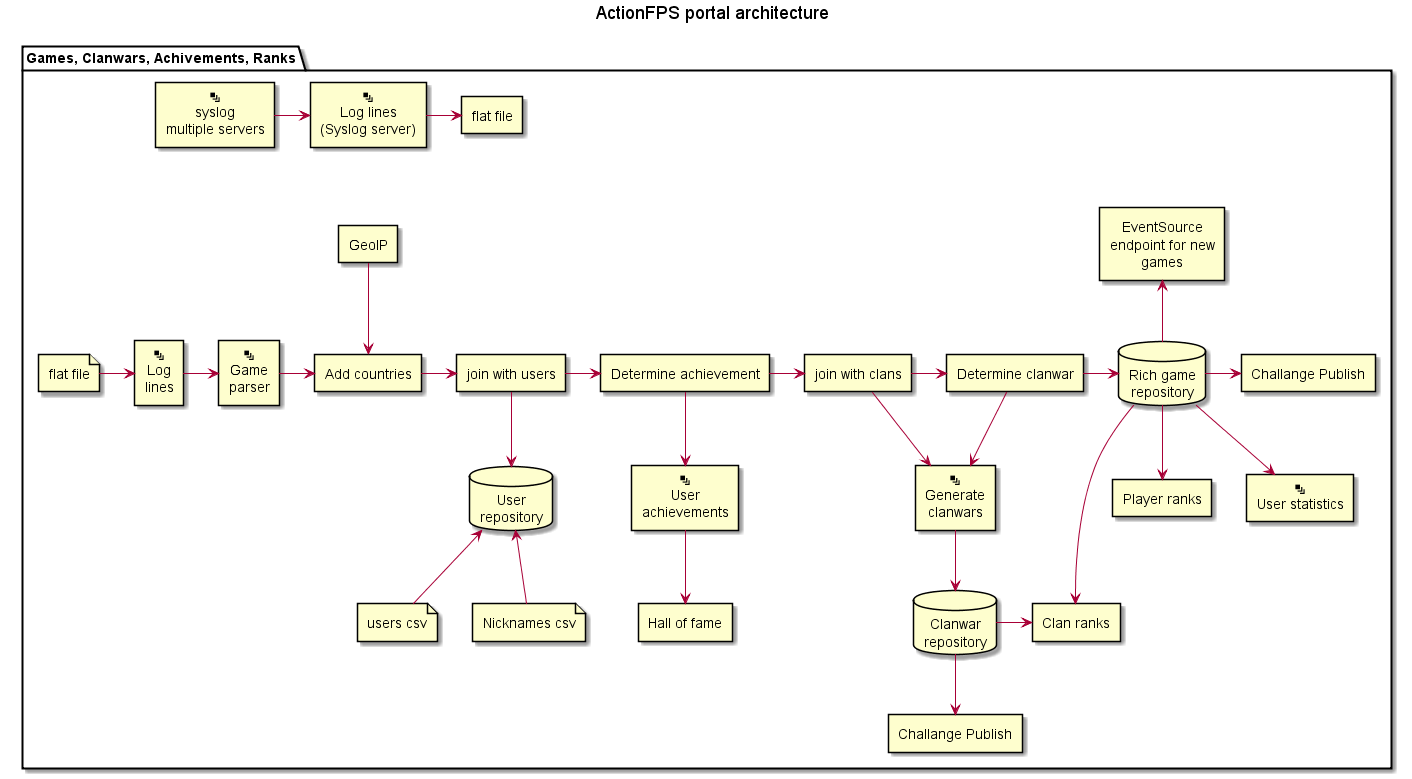 ActionFPS portal architecture
Games, Clanwars, Achivements, Ranks
syslog
multiple servers
Log lines
(Syslog server)
flat file
GeoIP
EventSource
endpoint for new
games
flat file
Log
lines
Game
parser
Add countries
join with users
Determine achievement
join with clans
Determine clanwar
Rich game
repository
Challange Publish
User
repository
User
achievements
Generate
clanwars
Player ranks
User statistics
users csv
Nicknames csv
Hall of fame
Clanwar
repository
Clan ranks
Challange Publish